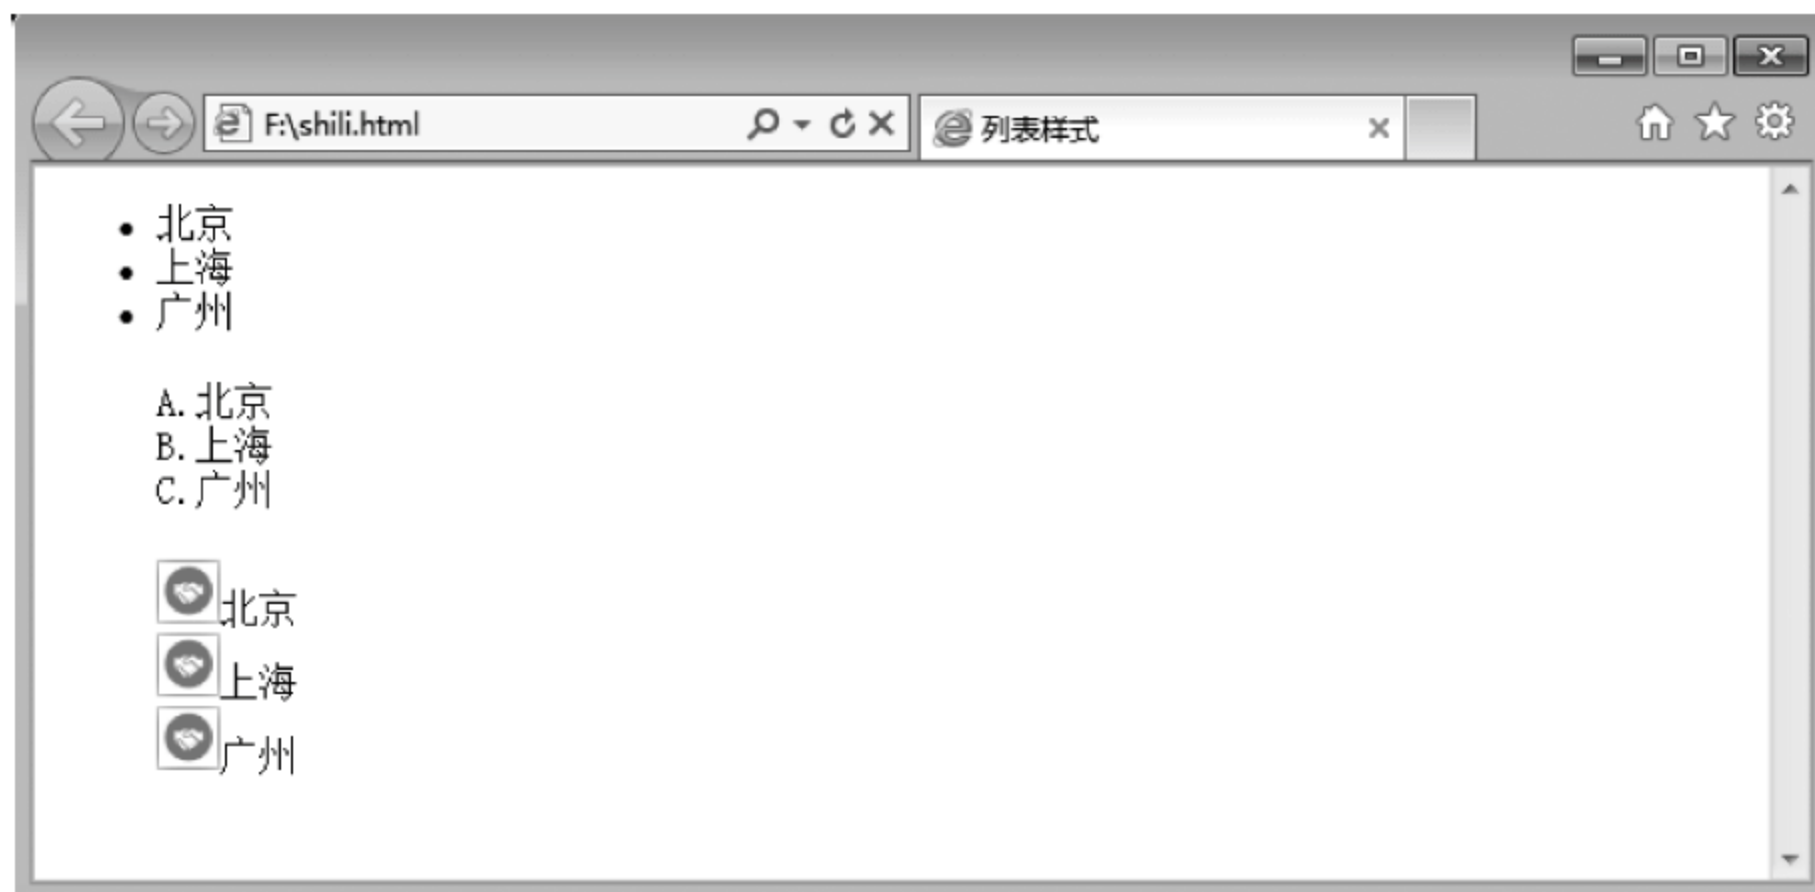 F:\shili.html
列表样式
北京
上海
广州
A.北京
B.上海
C.广州
北京
上海
广州